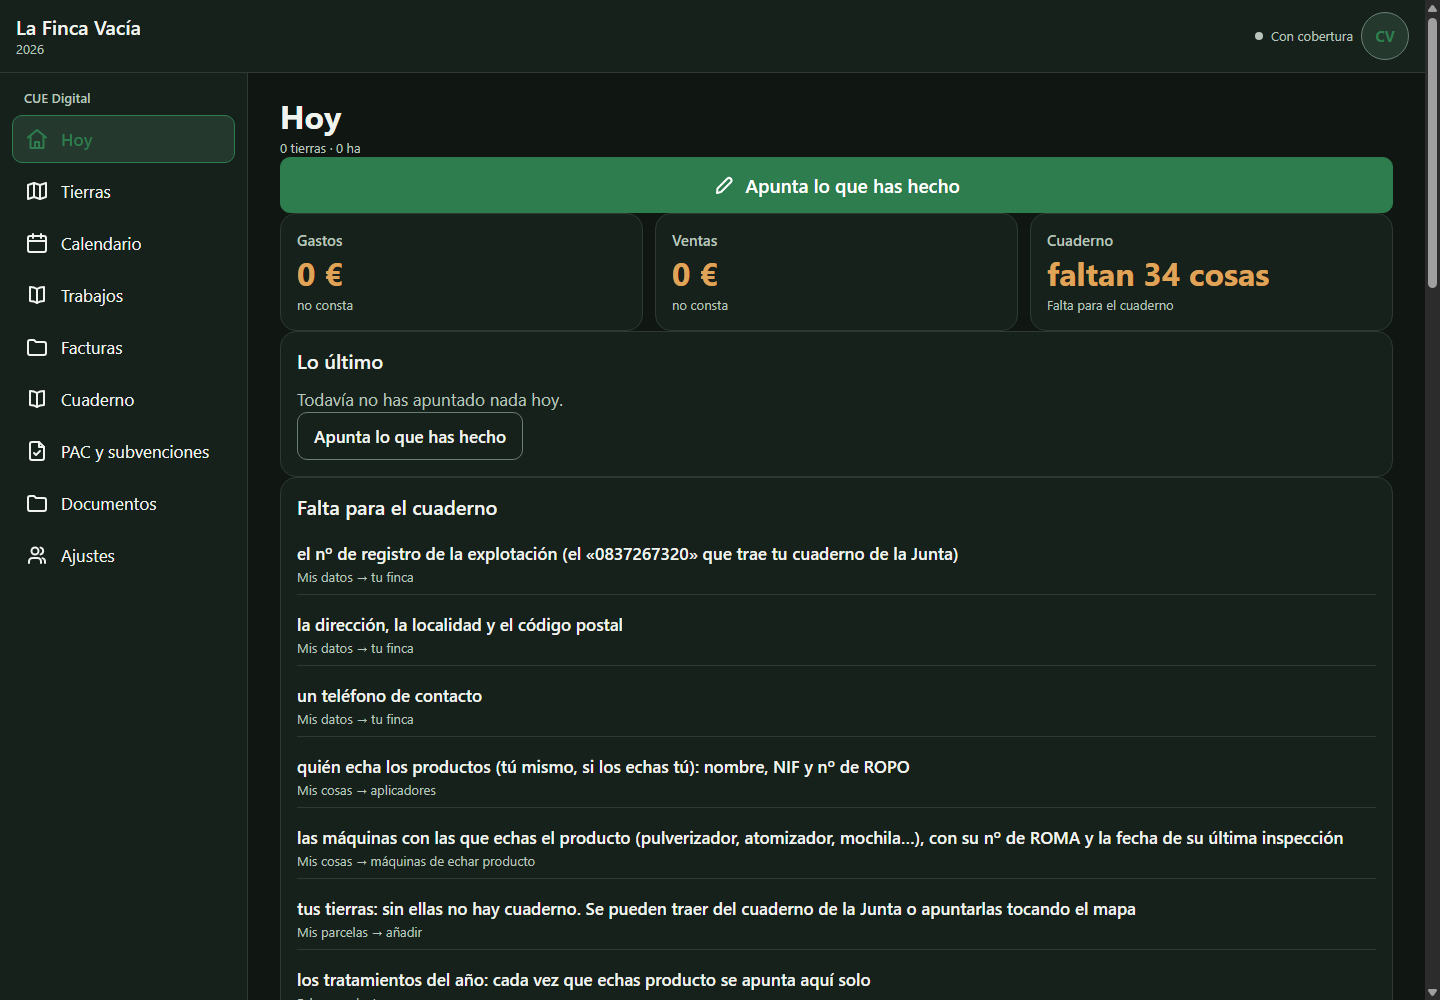 La Finca Vacía
2026
Con cobertura
CV
CUE Digital
Hoy
Tierras
Calendario
Trabajos
Facturas
Cuaderno
PAC y subvenciones
Documentos
Ajustes
Hoy
0 tierras · 0 ha
Apunta lo que has hecho
Gastos
0 €
no consta
Ventas
0 €
no consta
Cuaderno
faltan 34 cosas
Falta para el cuaderno
Lo último
Todavía no has apuntado nada hoy.
Apunta lo que has hecho
Falta para el cuaderno
el nº de registro de la explotación (el «0837267320» que trae tu cuaderno de la Junta)
Mis datos → tu finca
la dirección, la localidad y el código postal
Mis datos → tu finca
un teléfono de contacto
Mis datos → tu finca
quién echa los productos (tú mismo, si los echas tú): nombre, NIF y nº de ROPO
Mis cosas → aplicadores
las máquinas con las que echas el producto (pulverizador, atomizador, mochila…), con su nº de ROMA y la fecha de su última inspección
Mis cosas → máquinas de echar producto
tus tierras: sin ellas no hay cuaderno. Se pueden traer del cuaderno de la Junta o apuntarlas tocando el mapa
Mis parcelas → añadir
los tratamientos del año: cada vez que echas producto se apunta aquí solo